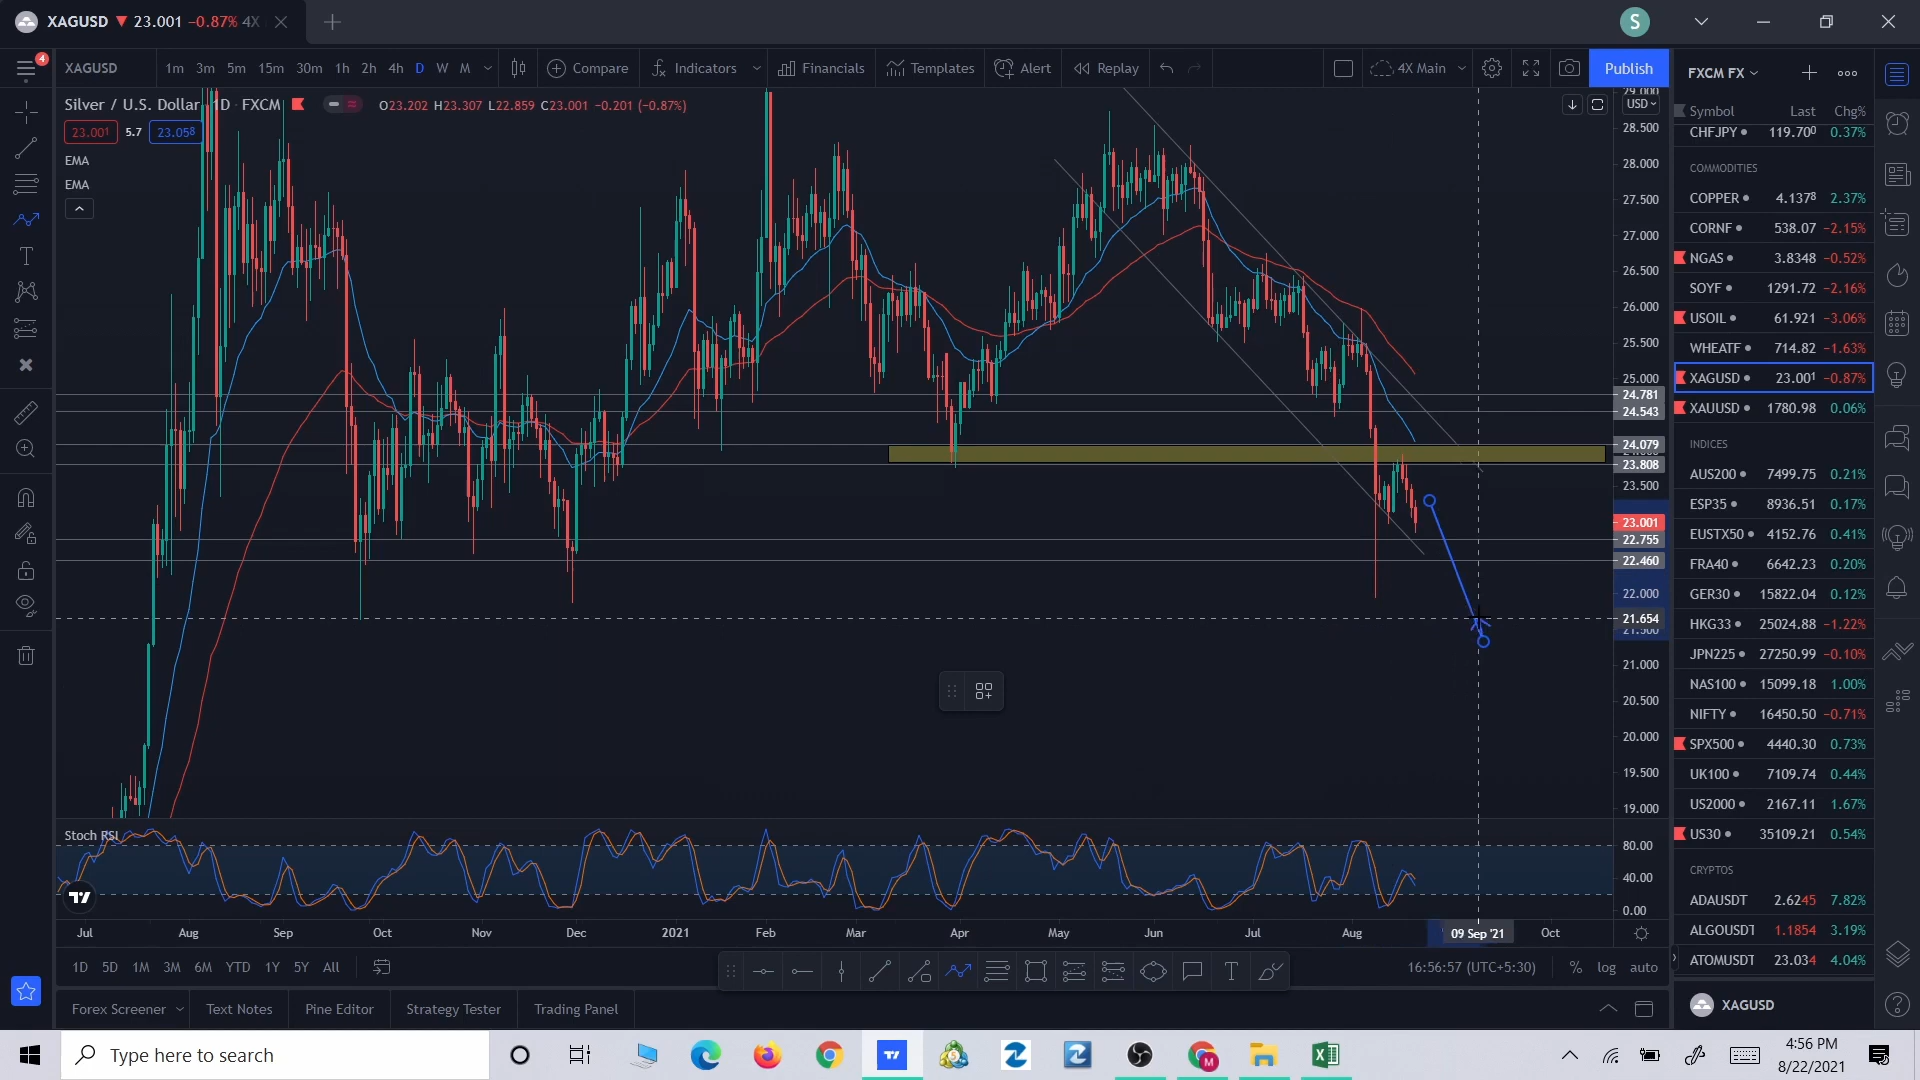 XAGUSD ▼ 23.001 −0.87% 4X
S
4
XAGUSD 1m 3m 5m 15m 30m 1h 2h 4h D W M Compare Indicators Financials Templates Alert Replay 4X Main Publish
Silver / U.S. Dollar 1D FXCM O23.202 H23.307 L22.859 C23.001 −0.201 (−0.87%)
23.001 5.7 23.058
EMA
EMA
USD
28.500
28.000
27.500
27.000
26.500
26.000
25.500
25.000
24.781
24.543
24.079
23.808
23.500
23.001
22.755
22.460
22.000
21.654
21.500
21.000
20.500
20.000
19.500
19.000
Stoch RSI
80.00
40.00
0.00
Jul Aug Sep Oct Nov Dec 2021 Feb Mar Apr May Jun Jul Aug 09 Sep '21 Oct
1D 5D 1M 3M 6M YTD 1Y 5Y All
16:56:57 (UTC+5:30) % log auto
Forex Screener Text Notes Pine Editor Strategy Tester Trading Panel
FXCM FX
Symbol Last Chg%
CHFJPY 119.700 0.37%
COMMODITIES
COPPER 4.1378 2.37%
CORNF 538.07 −2.15%
NGAS 3.8348 −0.52%
SOYF 1291.72 −2.16%
USOIL 61.921 −3.06%
WHEATF 714.82 −1.63%
XAGUSD 23.001 −0.87%
XAUUSD 1780.98 0.06%
INDICES
AUS200 7499.75 0.21%
ESP35 8936.51 0.17%
EUSTX50 4152.76 0.41%
FRA40 6642.23 0.20%
GER30 15822.04 0.12%
HKG33 25024.88 −1.22%
JPN225 27250.99 −0.10%
NAS100 15099.18 1.00%
NIFTY 16450.50 −0.71%
SPX500 4440.30 0.73%
UK100 7109.74 0.44%
US2000 2167.11 1.67%
US30 35109.21 0.54%
CRYPTOS
ADAUSDT 2.6245 7.82%
ALGOUSDT 1.1854 3.19%
ATOMUSDT 23.034 4.04%
XAGUSD
Type here to search
4:56 PM
8/22/2021